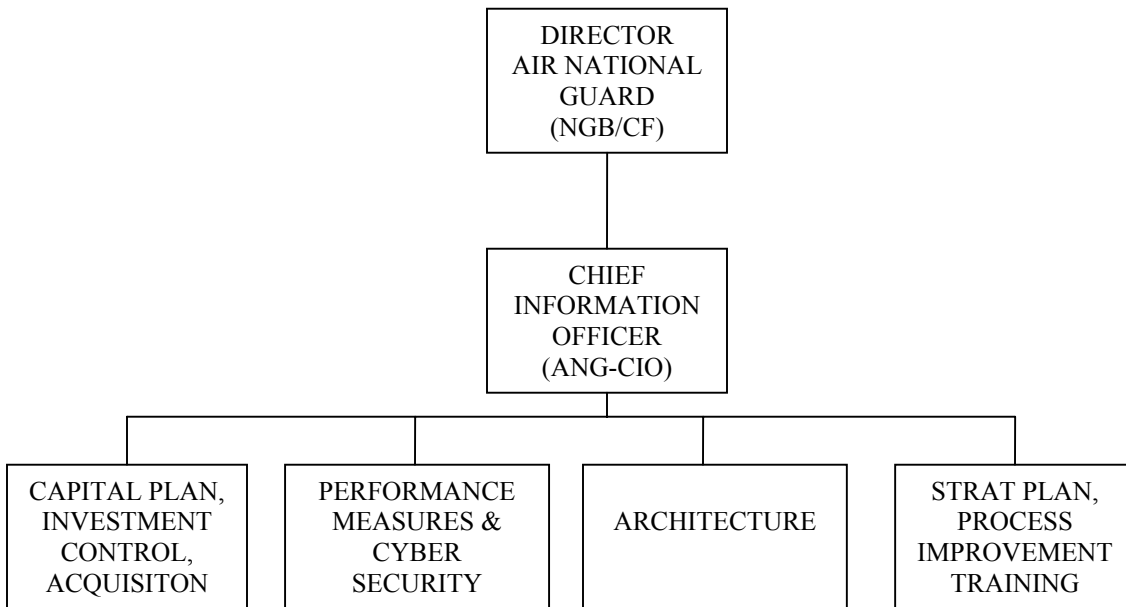 DIRECTOR
AIR NATIONAL
GUARD
(NGB/CF)
CHIEF
INFORMATION
OFFICER
(ANG-CIO)
CAPITAL PLAN,
INVESTMENT
CONTROL,
ACQUISITON
PERFORMANCE
MEASURES &
CYBER
SECURITY
ARCHITECTURE
STRAT PLAN,
PROCESS
IMPROVEMENT
TRAINING